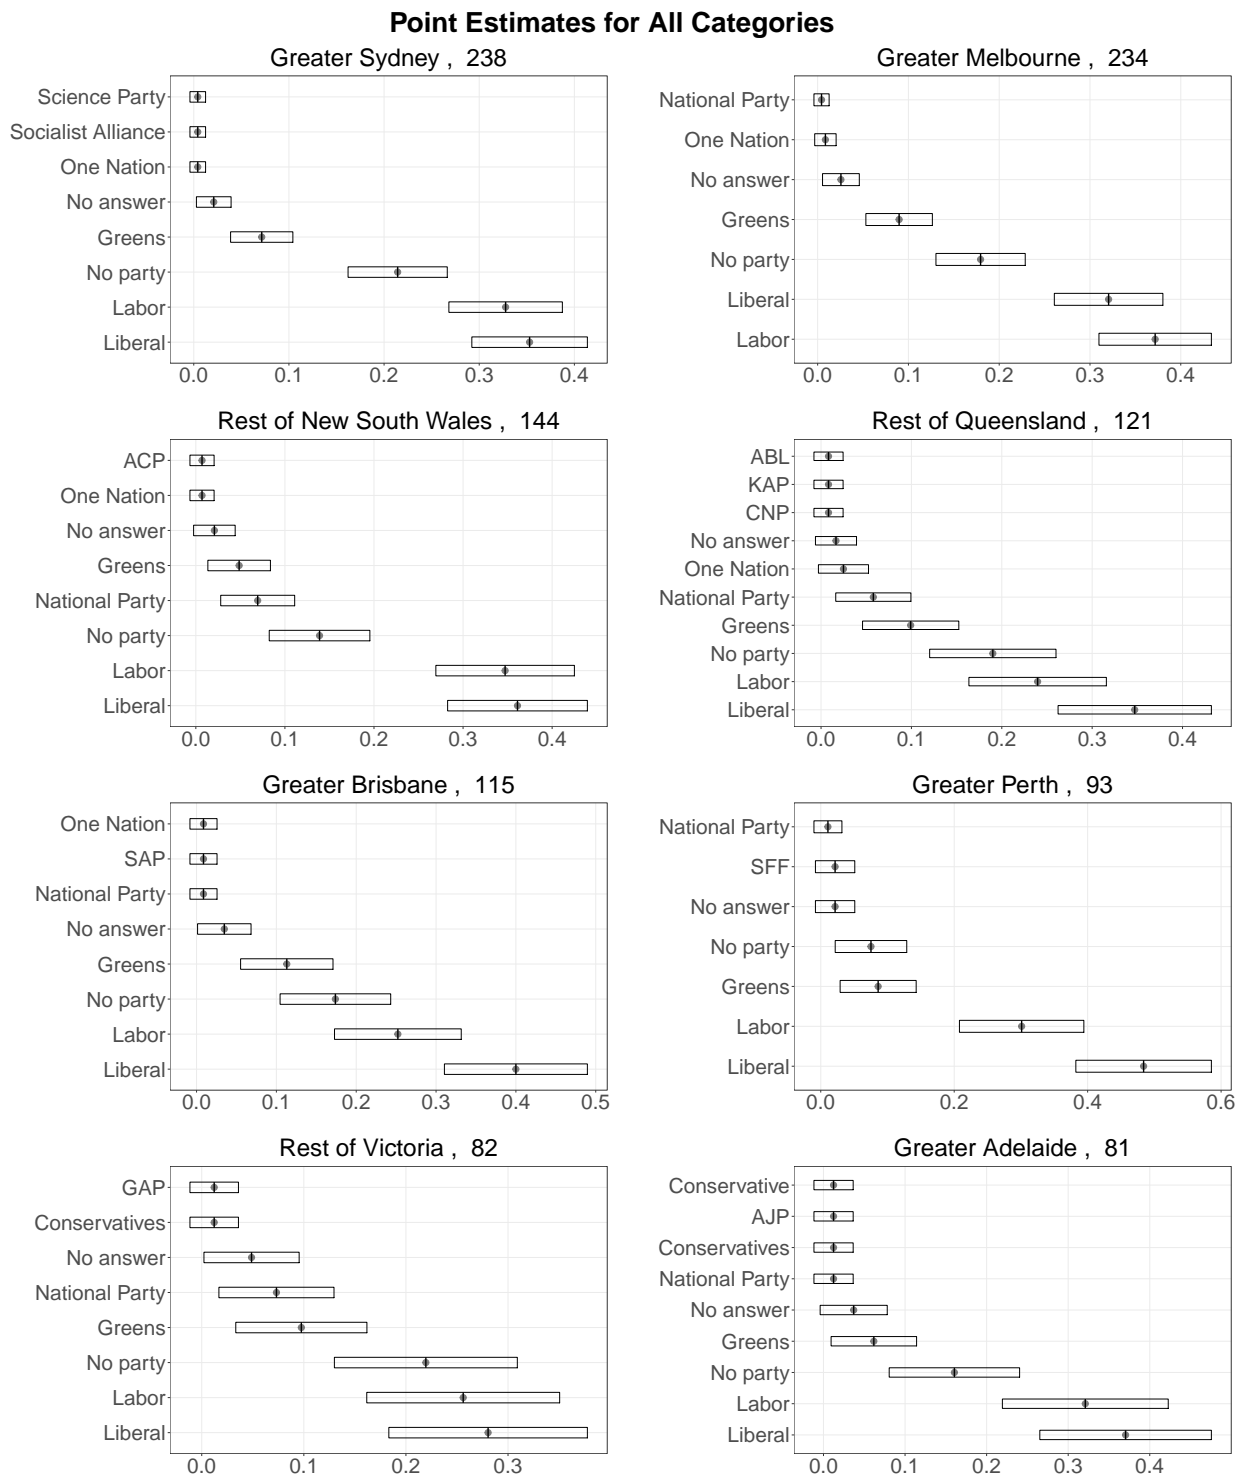 Point Estimates for All Categories
Greater Sydney , 238
Science Party
Socialist Alliance
One Nation
No answer
Greens
No party
Labor
Liberal
0.0 0.1 0.2 0.3 0.4
Greater Melbourne , 234
National Party
One Nation
No answer
Greens
No party
Liberal
Labor
0.0 0.1 0.2 0.3 0.4
Rest of New South Wales , 144
ACP
One Nation
No answer
Greens
National Party
No party
Labor
Liberal
0.0 0.1 0.2 0.3 0.4
Rest of Queensland , 121
ABL
KAP
CNP
No answer
One Nation
National Party
Greens
No party
Labor
Liberal
0.0 0.1 0.2 0.3 0.4
Greater Brisbane , 115
One Nation
SAP
National Party
No answer
Greens
No party
Labor
Liberal
0.0 0.1 0.2 0.3 0.4 0.5
Greater Perth , 93
National Party
SFF
No answer
No party
Greens
Labor
Liberal
0.0 0.2 0.4 0.6
Rest of Victoria , 82
GAP
Conservatives
No answer
National Party
Greens
No party
Labor
Liberal
0.0 0.1 0.2 0.3
Greater Adelaide , 81
Conservative
AJP
Conservatives
National Party
No answer
Greens
No party
Labor
Liberal
0.0 0.1 0.2 0.3 0.4